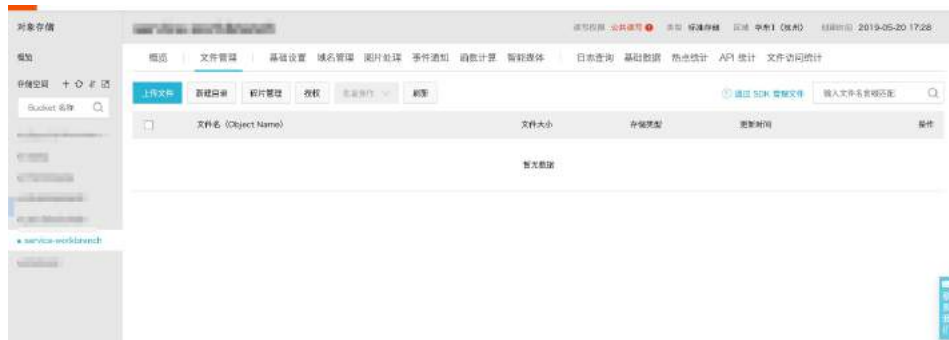 对象存储
读写权限 公共读写 类型 标准存储 区域 华东1（杭州） 创建时间 2019-05-20 17:28
概览
概览 文件管理 基础设置 域名管理 图片处理 事件通知 函数计算 智能媒体 日志查询 基础数据 热点统计 API 统计 文件访问统计
存储空间
Bucket 名称
上传文件 新建目录 碎片管理 授权 批量操作 刷新 通过 SDK 管理文件 输入文件名前缀匹配
文件名（Object Name） 文件大小 存储类型 更新时间 操作
暂无数据
service-workbranch